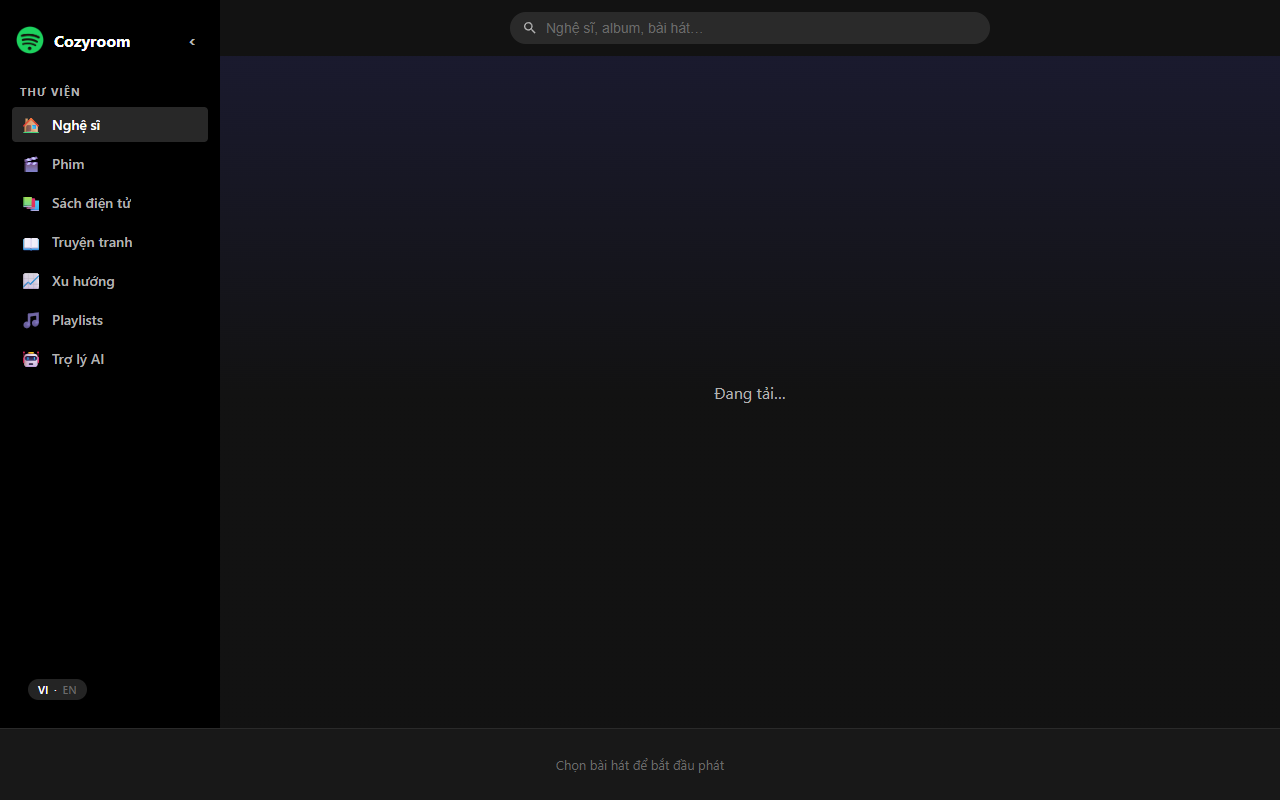 Cozyroom
Nghệ sĩ, album, bài hát...
THƯ VIỆN
Nghệ sĩ
Phim
Sách điện tử
Truyện tranh
Xu hướng
Playlists
Trợ lý AI
Đang tải...
VI · EN
Chọn bài hát để bắt đầu phát